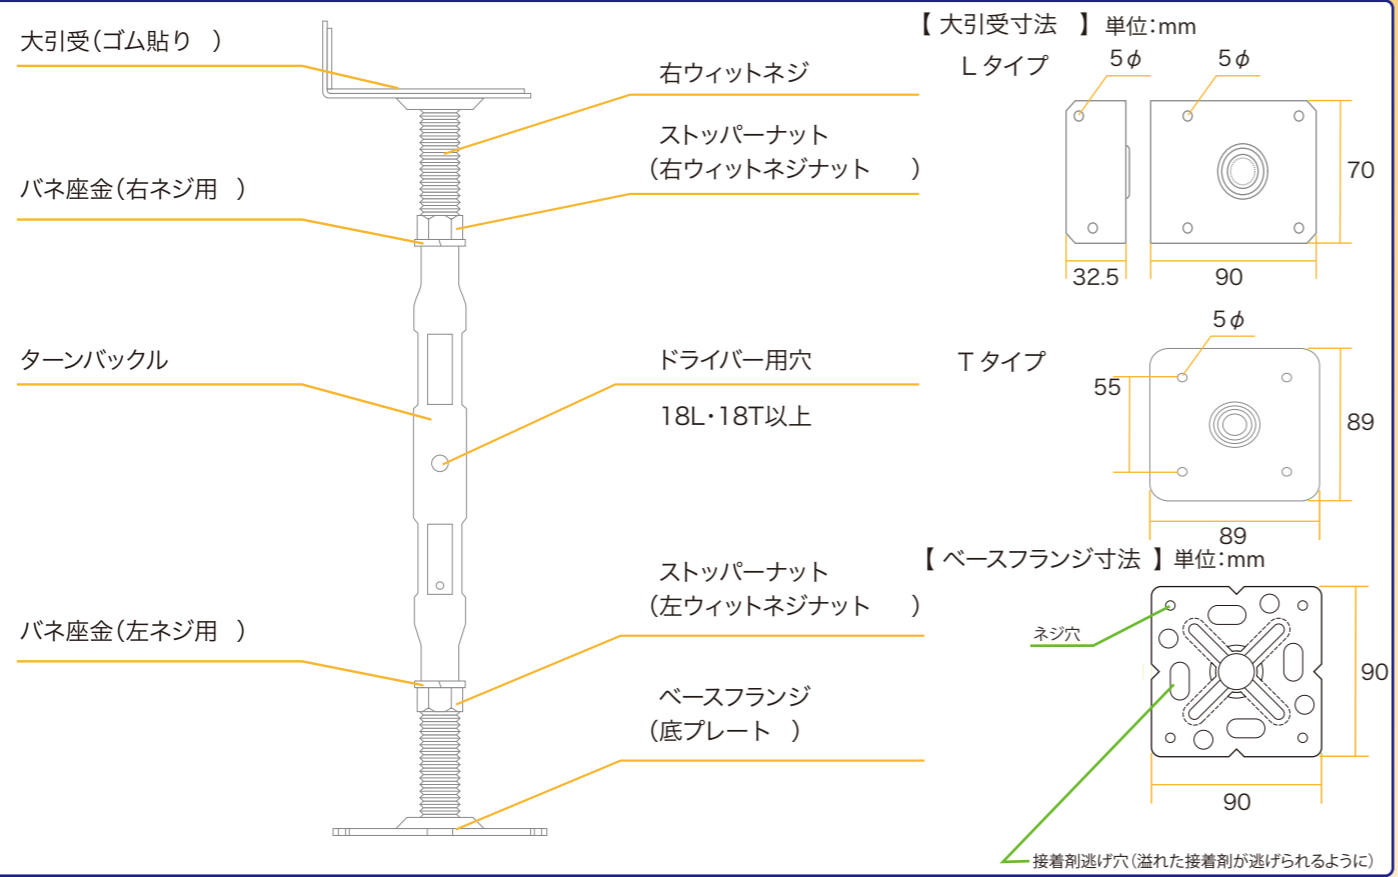 大引受(ゴム貼り )
バネ座金(右ネジ用 )
ターンバックル
バネ座金(左ネジ用 )
右ウィットネジ
ストッパーナット
(右ウィットネジナット )
ドライバー用穴
18L・18T以上
ストッパーナット
(左ウィットネジナット )
ベースフランジ
(底プレート )
【 大引受寸法 】 単位:mm
L タイプ
5φ
5φ
70
32.5
90
T タイプ
5φ
55
89
89
【 ベースフランジ寸法 】 単位:mm
ネジ穴
90
90
接着剤逃げ穴(溢れた接着剤が逃げられるように)